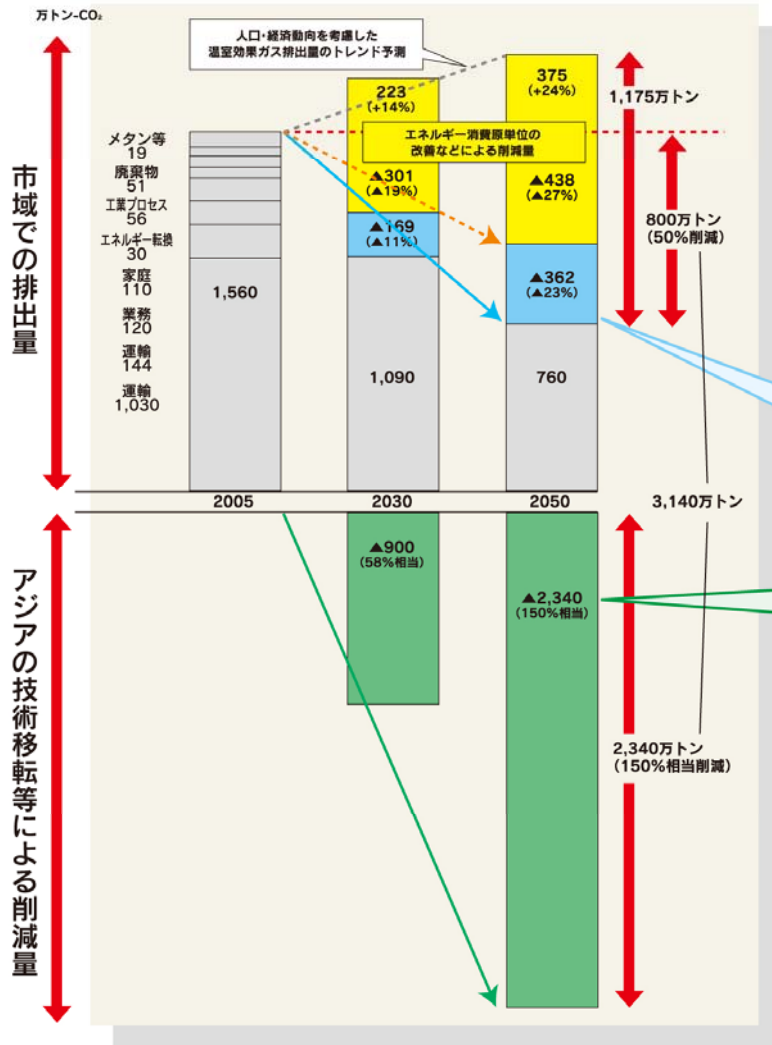 万トン-CO₂
人口・経済動向を考慮した
温室効果ガス排出量のトレンド予測
市域での排出量
メタン等
19
廃棄物
51
工業プロセス
56
エネルギー転換
30
家庭
110
業務
120
運輸
144
運輸
1,030
1,560
223
(+14%)
▲301
(▲19%)
▲169
(▲11%)
1,090
エネルギー消費原単位の
改善などによる削減量
375
(+24%)
▲438
(▲27%)
▲362
(▲23%)
760
1,175万トン
800万トン
(50%削減)
2005
2030
2050
3,140万トン
アジアの技術移転等による削減量
▲900
(58%相当)
▲2,340
(150%相当)
2,340万トン
(150%相当削減)